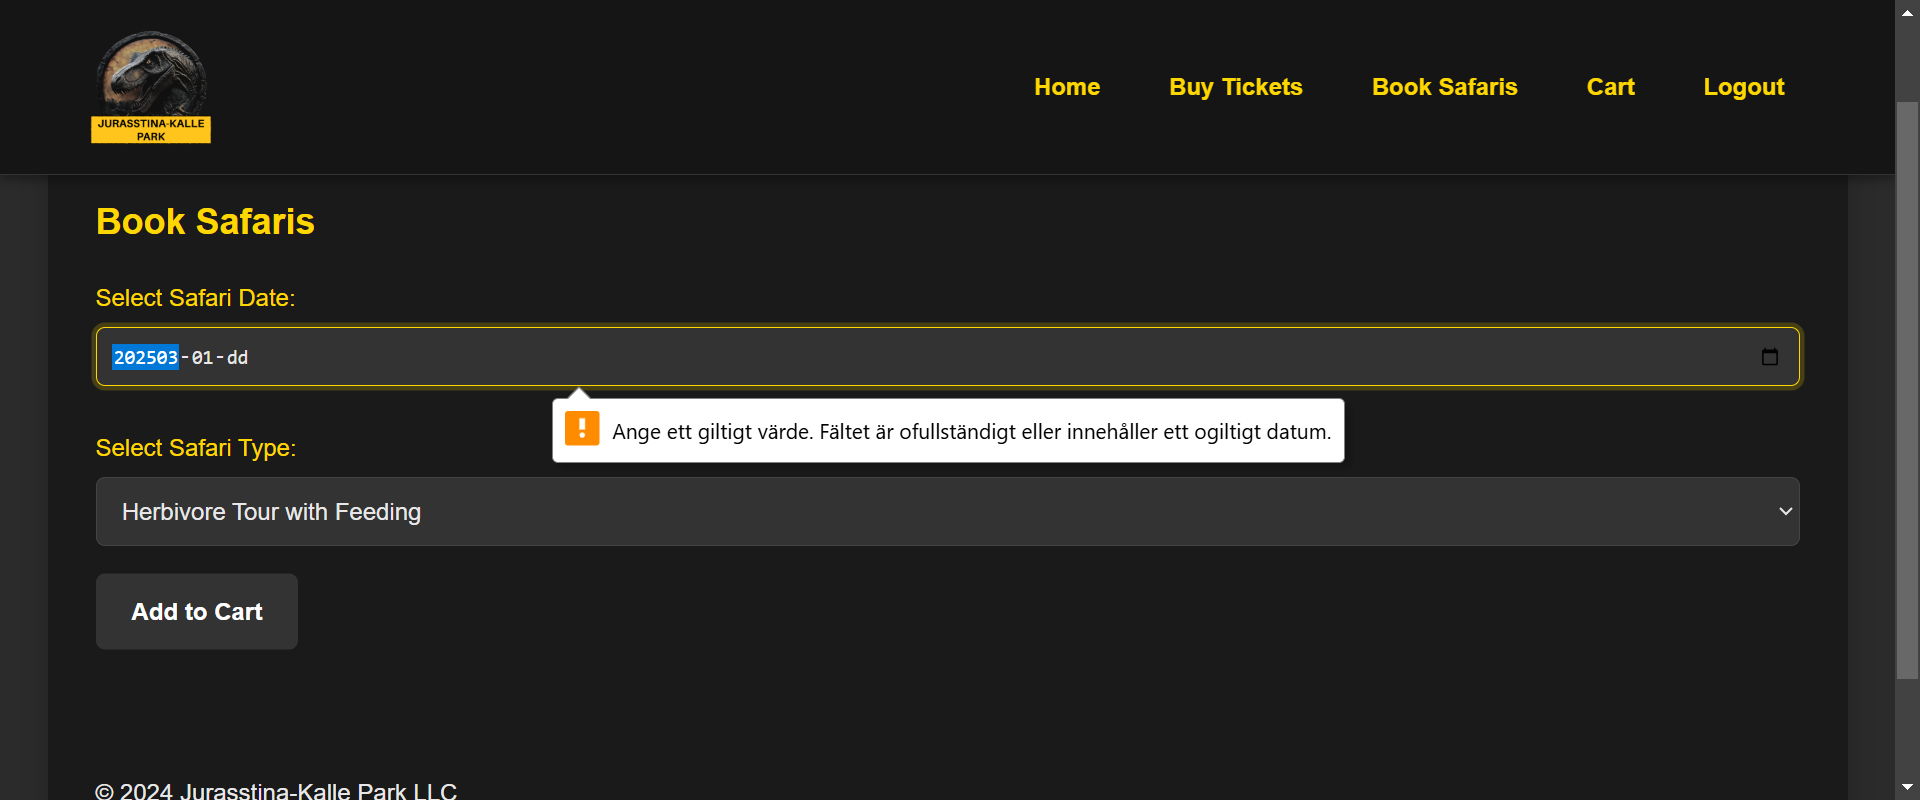 JURASSTINA-KALLE
PARK
Home Buy Tickets Book Safaris Cart Logout
Book Safaris
Select Safari Date:
202503-01-dd
Ange ett giltigt värde. Fältet är ofullständigt eller innehåller ett ogiltigt datum.
Select Safari Type:
Herbivore Tour with Feeding
Add to Cart
© 2024 Jurasstina-Kalle Park LLC